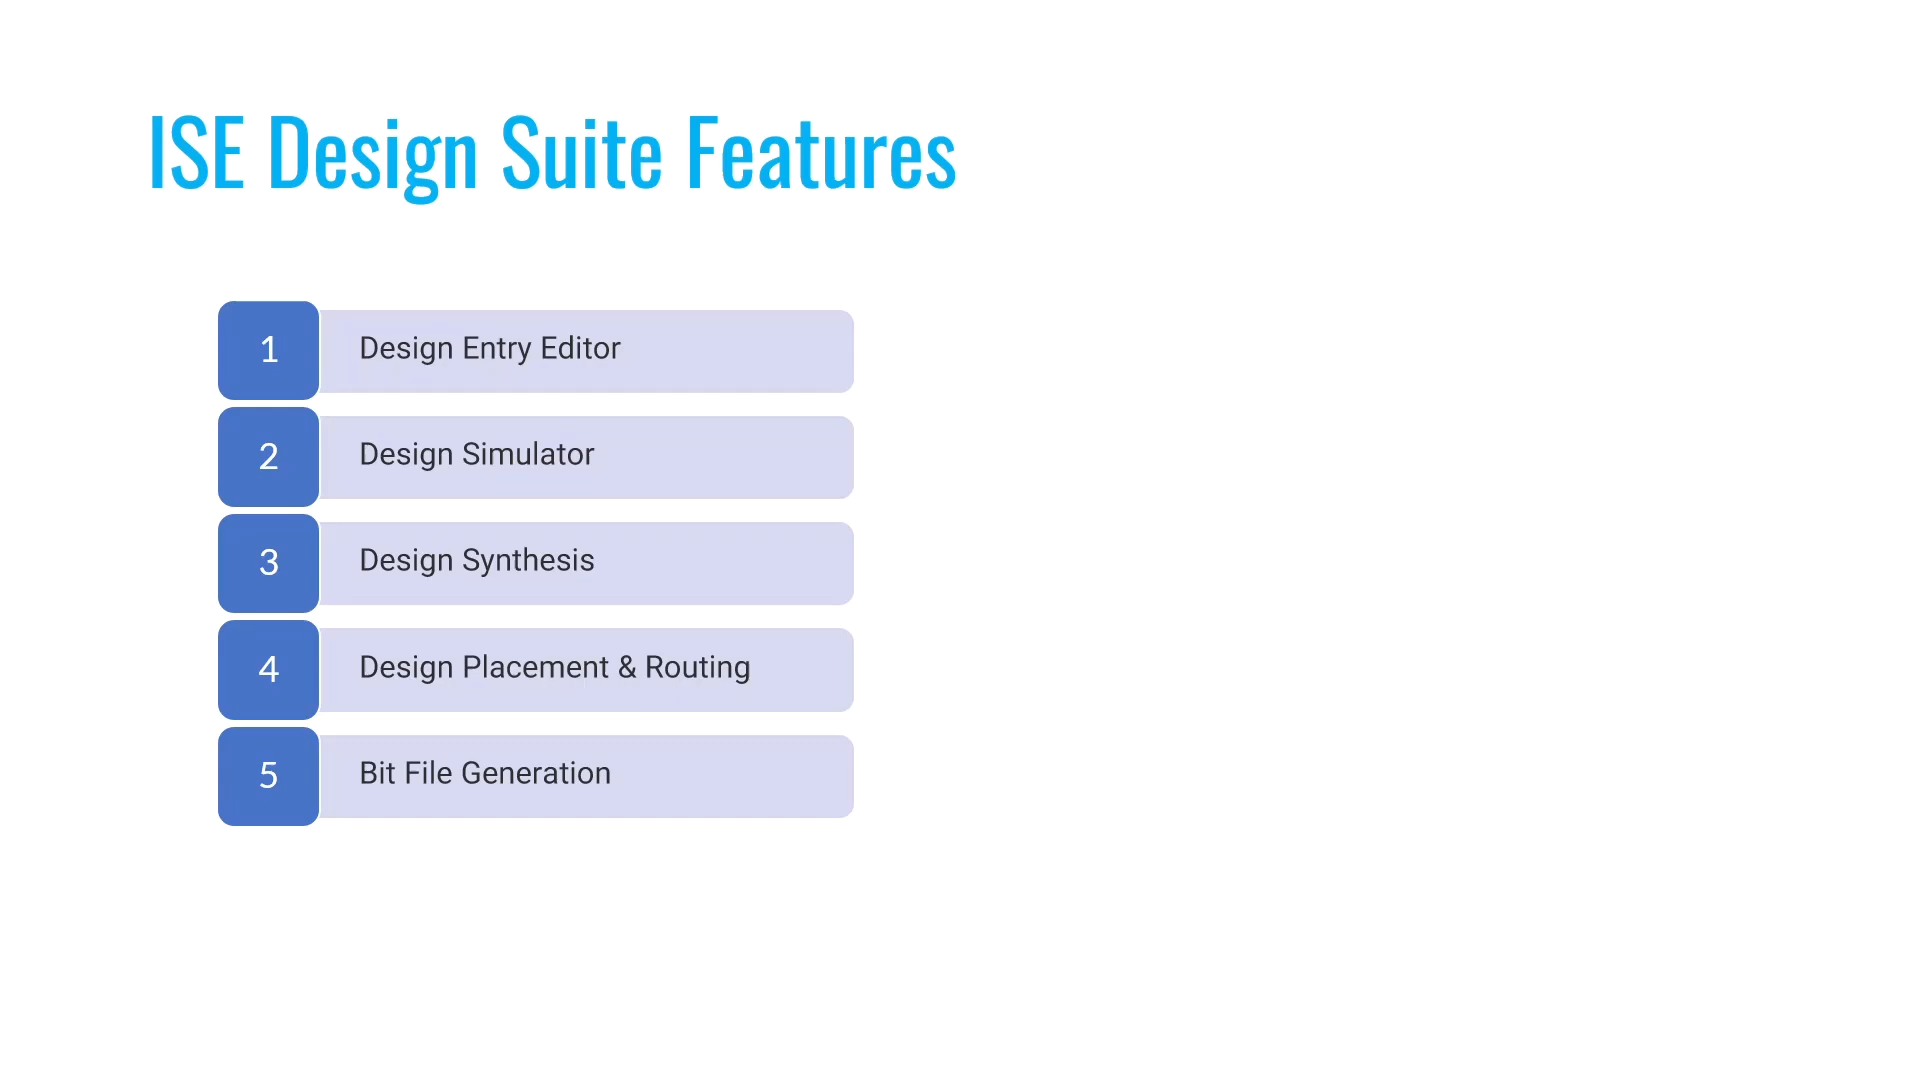 ISE Design Suite Features
1 Design Entry Editor
2 Design Simulator
3 Design Synthesis
4 Design Placement & Routing
5 Bit File Generation